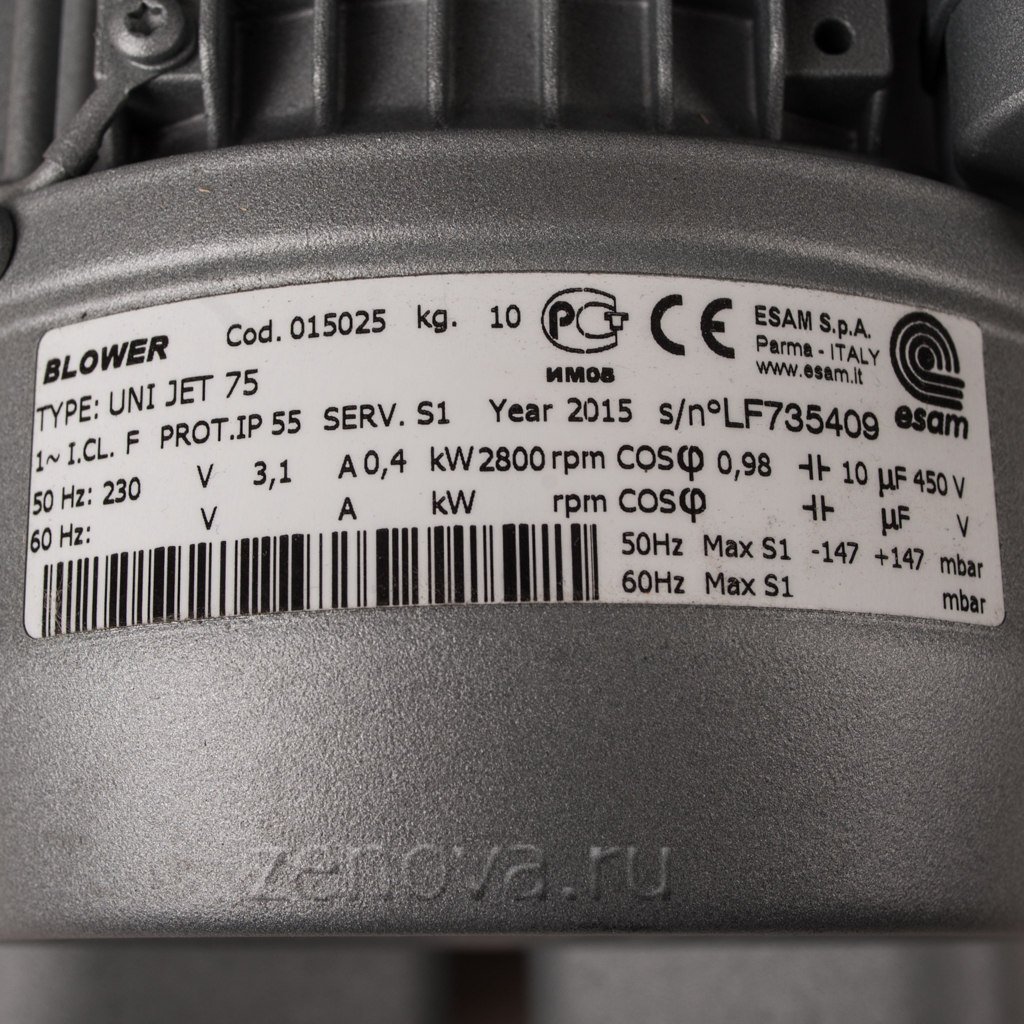 BLOWER Cod. 015025 kg. 10 РСТ CE ESAM S.p.A.
ИМ08 Parma - ITALY
www.esam.it
TYPE: UNI JET 75 esam
1~ I.CL. F PROT.IP 55 SERV. S1 Year 2015 s/n°LF735409
50 Hz: 230 V 3,1 A 0,4 kW 2800 rpm COSφ 0,98 ⊣⊢ 10 µF 450 V
60 Hz: V A kW rpm COSφ ⊣⊢ µF V
50Hz Max S1 -147 +147 mbar
60Hz Max S1 mbar
zenova.ru